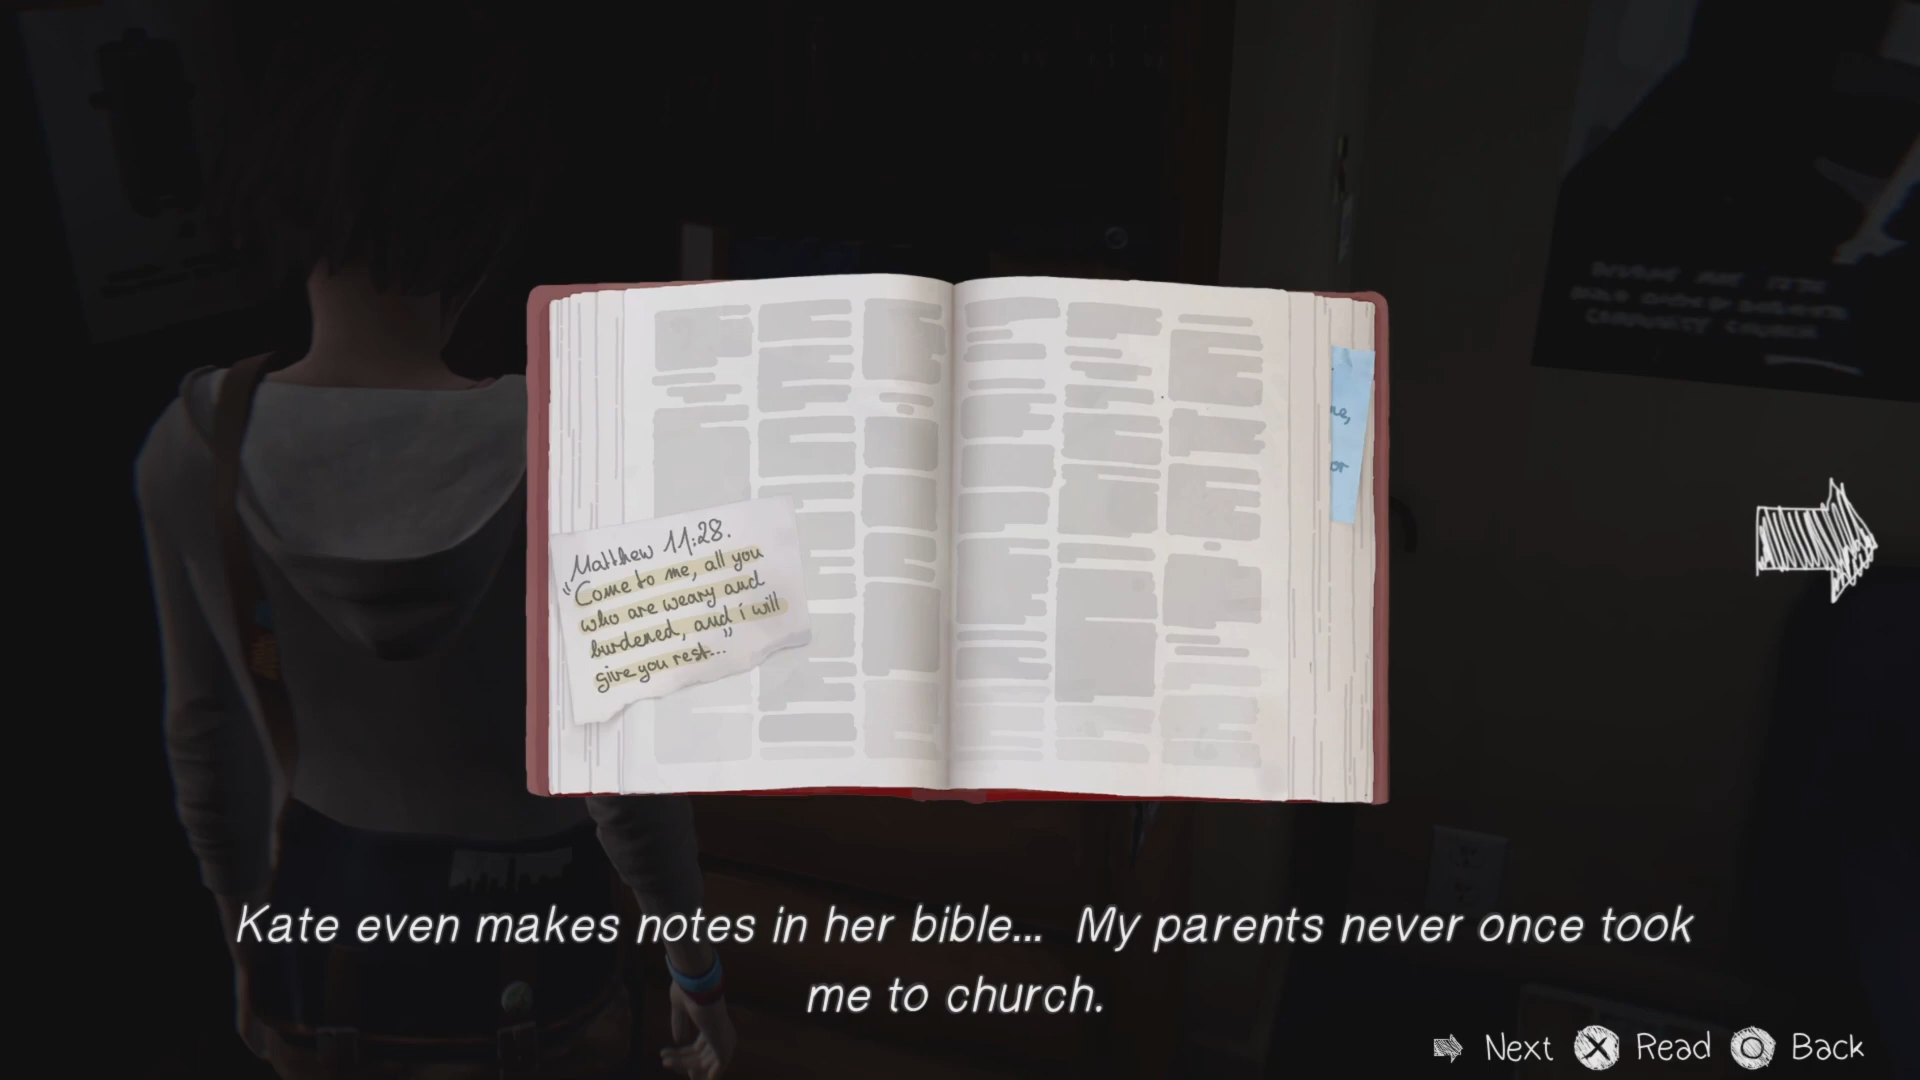 Matthew 11:28.
"Come to me, all you
who are weary and
burdened, and i will
give you rest..."
or
Kate even makes notes in her bible... My parents never once took
me to church.
Next Read Back